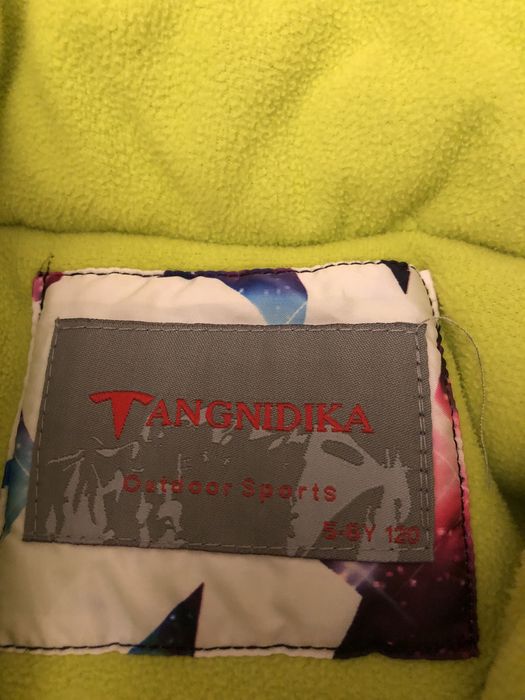 TANGNIDIKA
Outdoor Sports
5-6Y 120